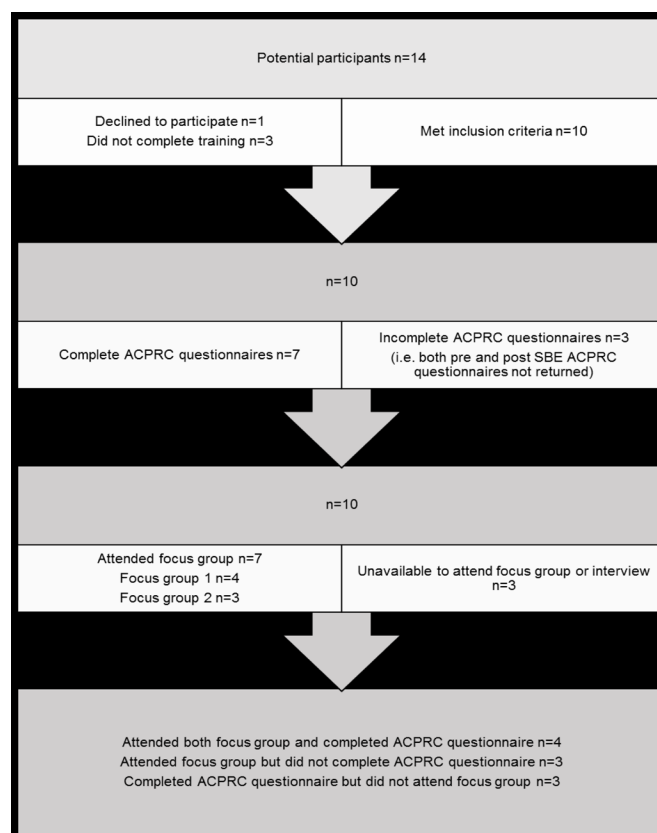 Potential participants n=14
Declined to participate n=1
Did not complete training n=3
Met inclusion criteria n=10
n=10
Complete ACPRC questionnaires n=7
Incomplete ACPRC questionnaires n=3
(i.e. both pre and post SBE ACPRC
questionnaires not returned)
n=10
Attended focus group n=7
Focus group 1 n=4
Focus group 2 n=3
Unavailable to attend focus group or interview
n=3
Attended both focus group and completed ACPRC questionnaire n=4
Attended focus group but did not complete ACPRC questionnaire n=3
Completed ACPRC questionnaire but did not attend focus group n=3